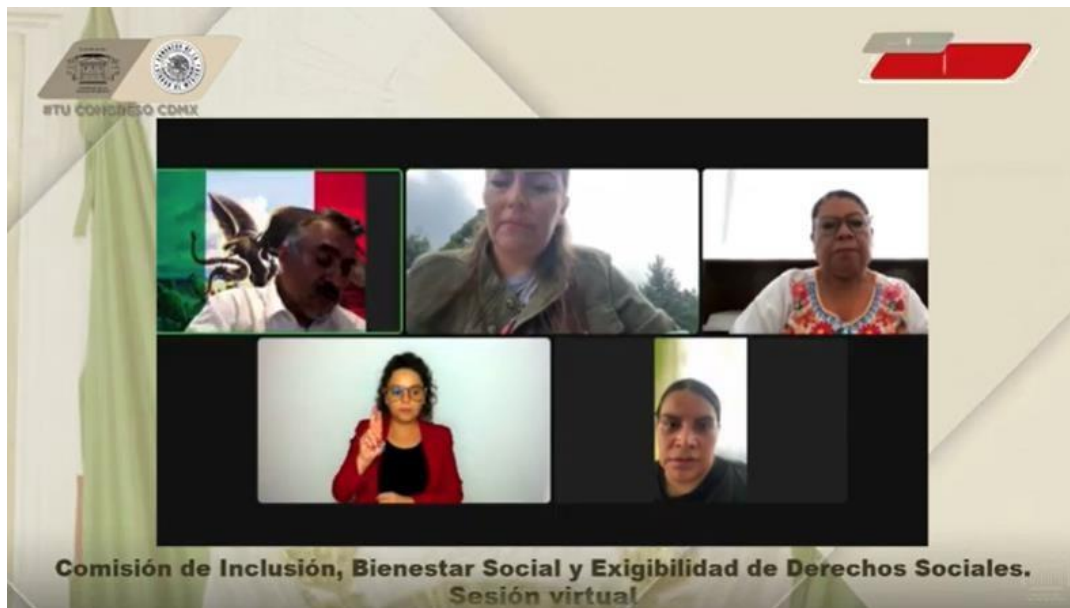 #TU CONGRESO CDMX
Comisión de Inclusión, Bienestar Social y Exigibilidad de Derechos Sociales.
Sesión virtual